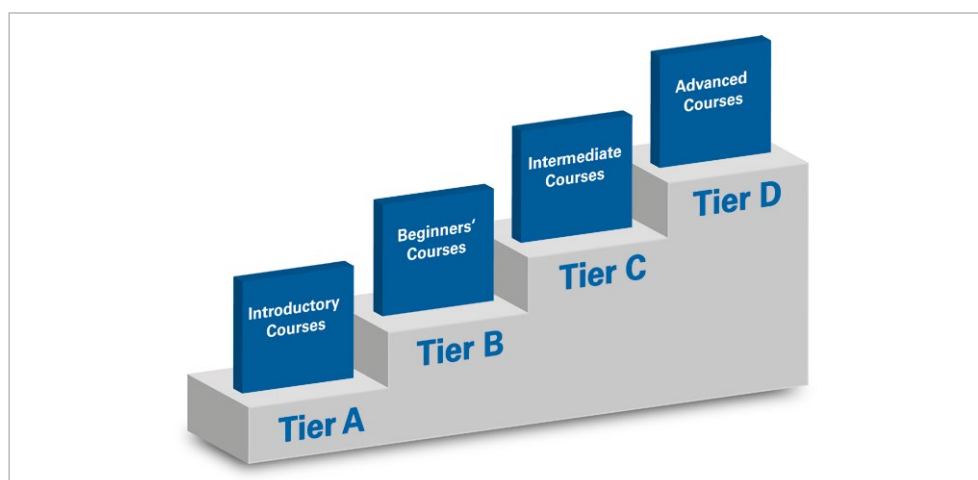 Introductory
Courses
Tier A
Beginners'
Courses
Tier B
Intermediate
Courses
Tier C
Advanced
Courses
Tier D